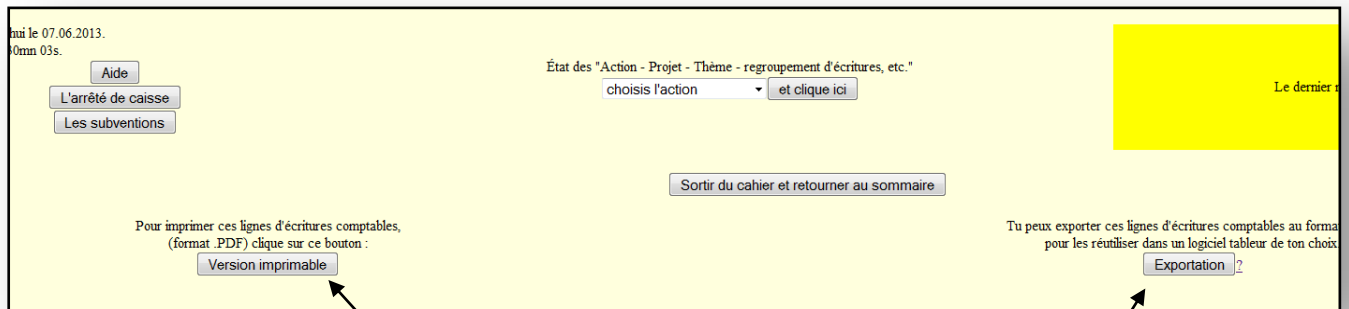 hui le 07.06.2013.
30mn 03s.
Aide
L'arrêté de caisse
Les subventions
État des "Action - Projet - Thème - regroupement d'écritures, etc."
choisis l'action
et clique ici
Le dernier
Sortir du cahier et retourner au sommaire
Pour imprimer ces lignes d'écritures comptables,
(format .PDF) clique sur ce bouton :
Version imprimable
Tu peux exporter ces lignes d'écritures comptables au forma
pour les réutiliser dans un logiciel tableur de ton choix
Exportation ?